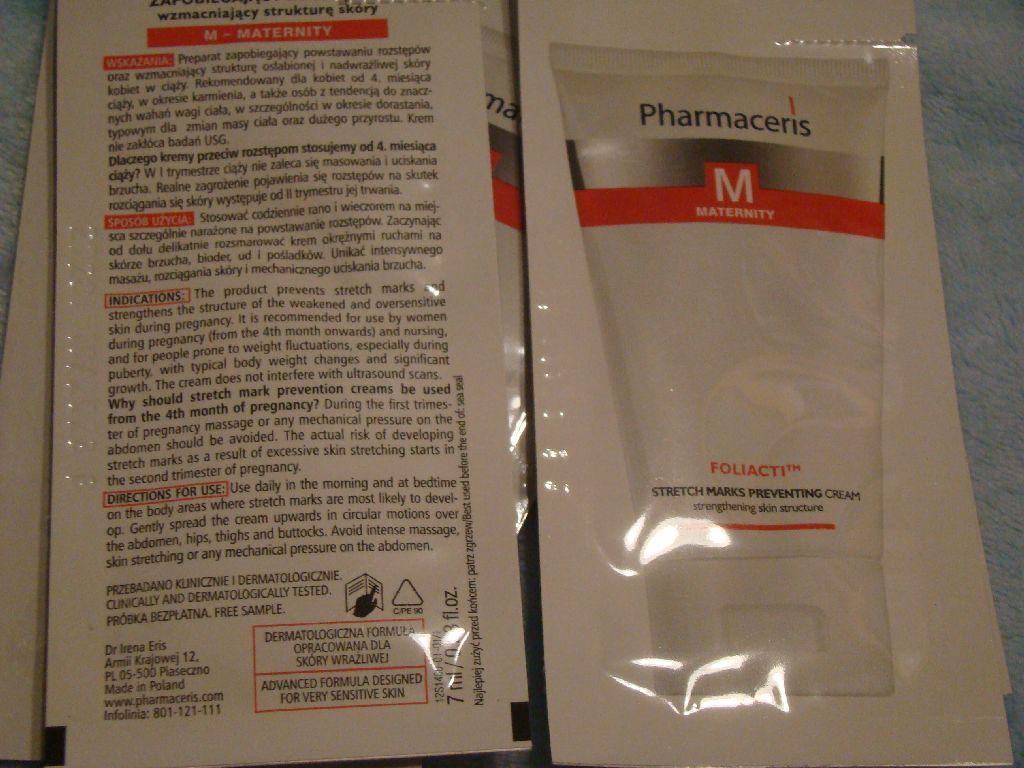 wzmacniający strukturę skóry
M – MATERNITY
WSKAZANIA: Preparat zapobiegający powstawaniu rozstępów
oraz wzmacniający strukturę osłabionej i nadwrażliwej skóry
kobiet w ciąży. Rekomendowany dla kobiet od 4. miesiąca
ciąży, w okresie karmienia, a także osób z tendencją do znacz-
nych wahań wagi ciała, w szczególności w okresie dorastania,
typowym dla zmian masy ciała oraz dużego przyrostu. Krem
nie zakłóca badań USG.
Dlaczego kremy przeciw rozstępom stosujemy od 4. miesiąca
ciąży? W I trymestrze ciąży nie zaleca się masowania i uciskania
brzucha. Realne zagrożenie pojawienia się rozstępów na skutek
rozciągania się skóry występuje od II trymestru jej trwania.
SPOSÓB UŻYCIA: Stosować codziennie rano i wieczorem na miej-
sca szczególnie narażone na powstawanie rozstępów. Zaczynając
od dołu delikatnie rozsmarować krem okrężnymi ruchami na
skórze brzucha, bioder, ud i pośladków. Unikać intensywnego
masażu, rozciągania skóry i mechanicznego uciskania brzucha.
INDICATIONS: The product prevents stretch marks and
strengthens the structure of the weakened and oversensitive
skin during pregnancy. It is recommended for use by women
during pregnancy (from the 4th month onwards) and nursing,
and for people prone to weight fluctuations, especially during
puberty, with typical body weight changes and significant
growth. The cream does not interfere with ultrasound scans.
Why should stretch mark prevention creams be used
from the 4th month of pregnancy? During the first trimes-
ter of pregnancy massage or any mechanical pressure on the
abdomen should be avoided. The actual risk of developing
stretch marks as a result of excessive skin stretching starts in
the second trimester of pregnancy.
DIRECTIONS FOR USE: Use daily in the morning and at bedtime
on the body areas where stretch marks are most likely to devel-
op. Gently spread the cream upwards in circular motions over
the abdomen, hips, thighs and buttocks. Avoid intense massage,
skin stretching or any mechanical pressure on the abdomen.
PRZEBADANO KLINICZNIE I DERMATOLOGICZNIE.
CLINICALLY AND DERMATOLOGICALLY TESTED.
PRÓBKA BEZPŁATNA. FREE SAMPLE.
C/PE 90
Dr Irena Eris
Armii Krajowej 12,
PL 05-500 Piaseczno
Made in Poland
www.pharmaceris.com
Infolinia: 801-121-111
DERMATOLOGICZNA FORMUŁA
OPRACOWANA DLA
SKÓRY WRAŻLIWEJ
ADVANCED FORMULA DESIGNED
FOR VERY SENSITIVE SKIN
7 ml / fl.oz.
Najlepiej zużyć przed końcem: patrz zgrzew/Best used before the end of: sea seal
ma
Pharmaceris
M
MATERNITY
FOLIACTI™
STRETCH MARKS PREVENTING CREAM
strengthening skin structure